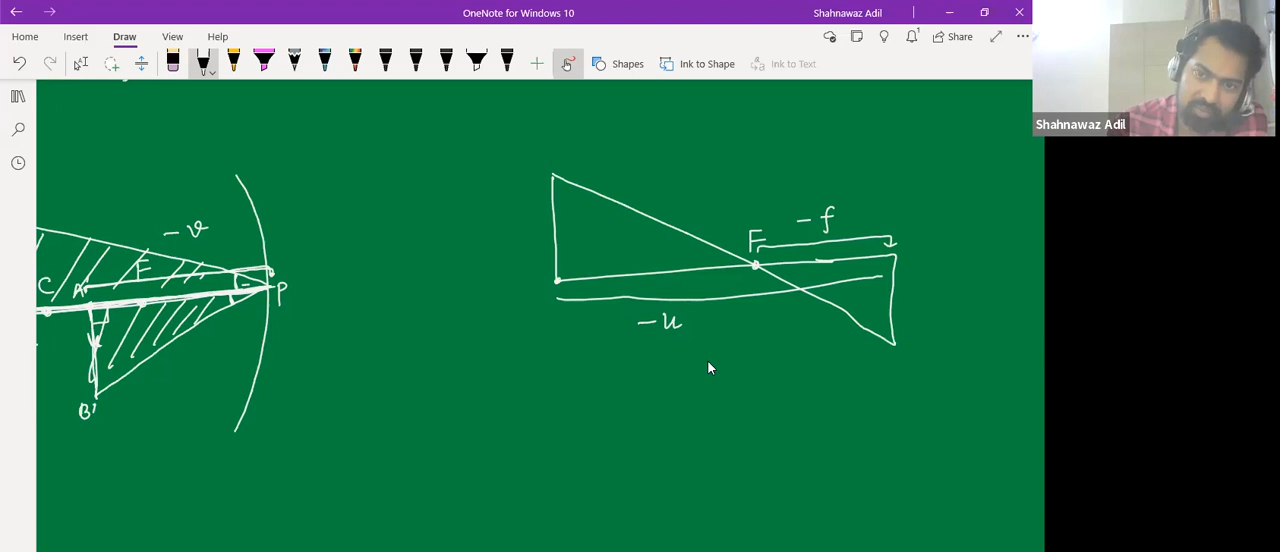 OneNote for Windows 10
Shahnawaz Adil
Home Insert Draw View Help
Share
Shapes
Ink to Shape
Ink to Text
Shahnawaz Adil
-v
F
C A'
P
B'
F
-f
-u